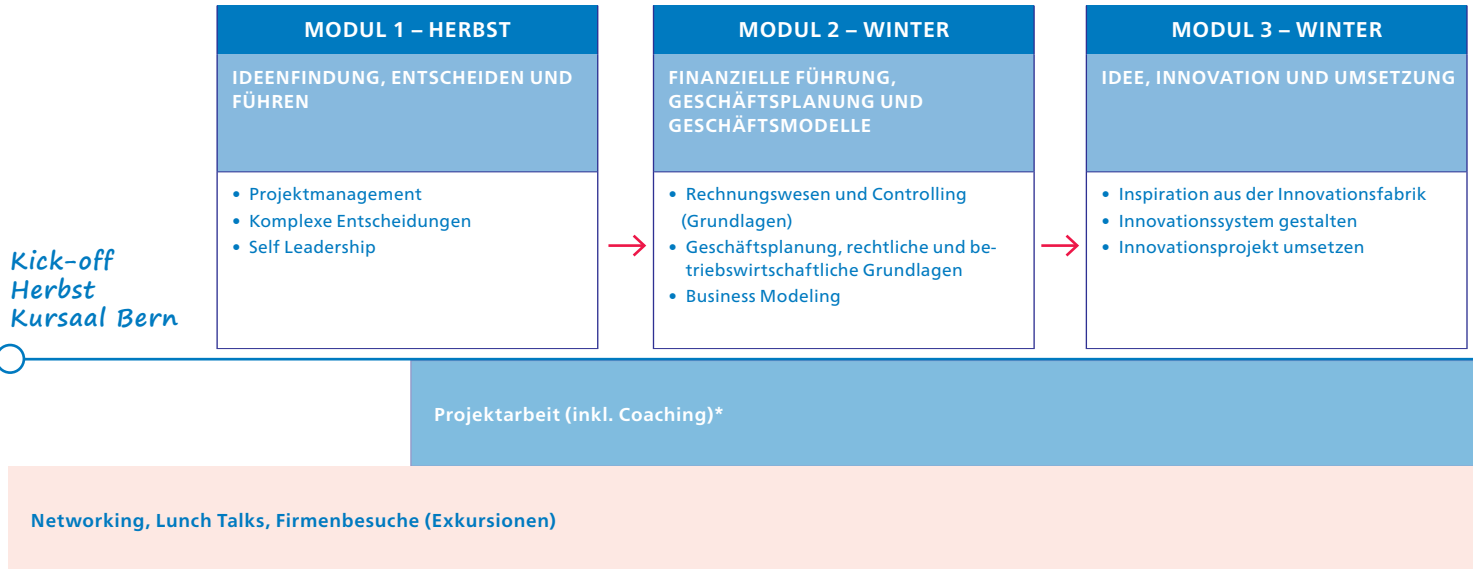 MODUL 1 – HERBST
IDEENFINDUNG, ENTSCHEIDEN UND
FÜHREN
• Projektmanagement
• Komplexe Entscheidungen
• Self Leadership
MODUL 2 – WINTER
FINANZIELLE FÜHRUNG,
GESCHÄFTSPLANUNG UND
GESCHÄFTSMODELLE
• Rechnungswesen und Controlling
(Grundlagen)
• Geschäftsplanung, rechtliche und be-
triebswirtschaftliche Grundlagen
• Business Modeling
MODUL 3 – WINTER
IDEE, INNOVATION UND UMSETZUNG
• Inspiration aus der Innovationsfabrik
• Innovationssystem gestalten
• Innovationsprojekt umsetzen
Kick-off
Herbst
Kursaal Bern
Projektarbeit (inkl. Coaching)*
Networking, Lunch Talks, Firmenbesuche (Exkursionen)